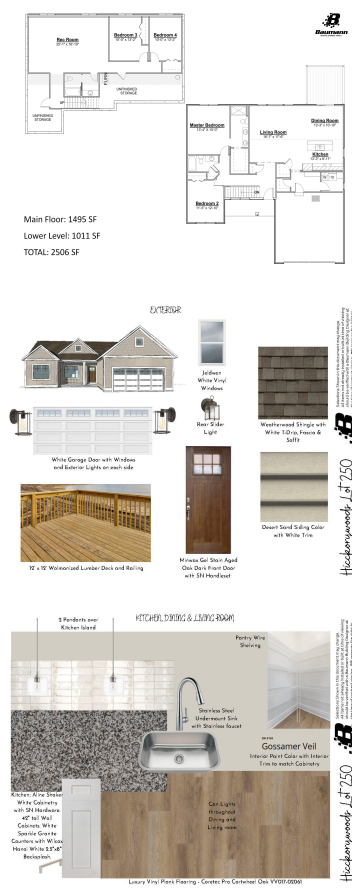 Baumann
Rec Room
Bedroom 3
Bedroom 4
UNFINISHED
STORAGE
UNFINISHED
STORAGE
UP
Master Bedroom
Living Room
Dining Room
Kitchen
Bedroom 2
DN
Main Floor: 1495 SF
Lower Level: 1011 SF
TOTAL: 2506 SF
EXTERIOR
Jeldwen
White Vinyl
Windows
Rear Slider
Light
Weatherwood Shingle with
White T-Drip, Fascia &
Soffit
White Garage Door with Windows
and Exterior Lights on each side
Desert Sand Siding Color
with White Trim
12' x 12' Wolmanized Lumber Deck and Railing
Minwax Gel Stain Aged
Oak Dark Front Door
with SN Handleset
Hickorywoods Lot 250
KITCHEN, DINING & LIVING ROOM
2 Pendants over
Kitchen Island
Pantry Wire
Shelving
Stainless Steel
Undermount Sink
with Stainless faucet
Gossamer Veil
Interior Paint Color with Interior
Trim to match Cabinetry
Kitchen: Aline Shaker
White Cabinetry
with SN Hardware.
42" tall Wall
Cabinets. White
Sparkle Granite
Counters with Wilcox
Hanai White 2.5"x8"
Backsplash.
Can Lights
throughout
Dining and
Living room
Luxury Vinyl Plank Flooring - Coretec Pro Cartwheel Oak VV017-02061
Hickorywoods Lot 250